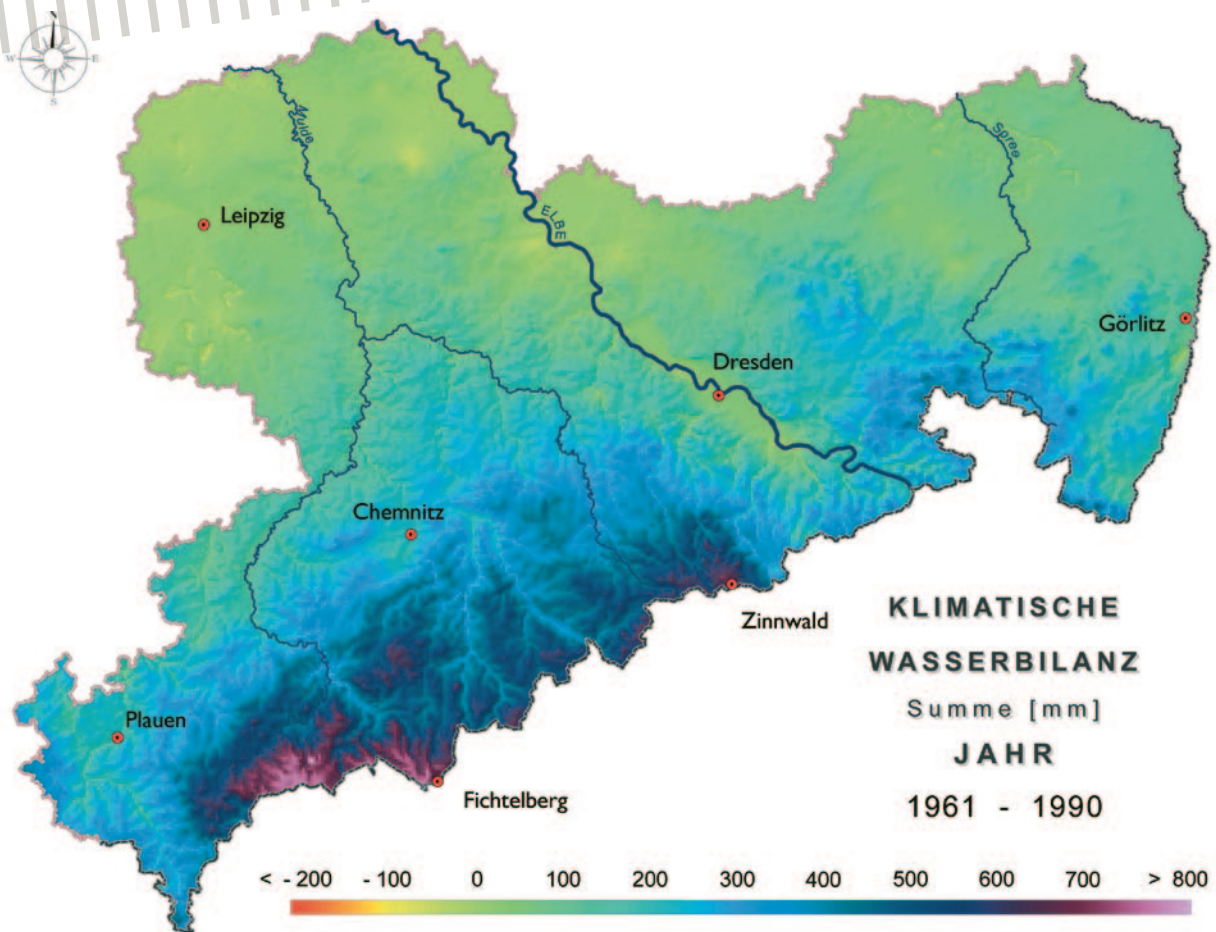 N
W E
S
Mulde
ELBE
Spree
Leipzig
Görlitz
Dresden
Chemnitz
Zinnwald
Plauen
Fichtelberg
KLIMATISCHE
WASSERBILANZ
Summe [mm]
JAHR
1961 - 1990
< - 200 - 100 0 100 200 300 400 500 600 700 > 800